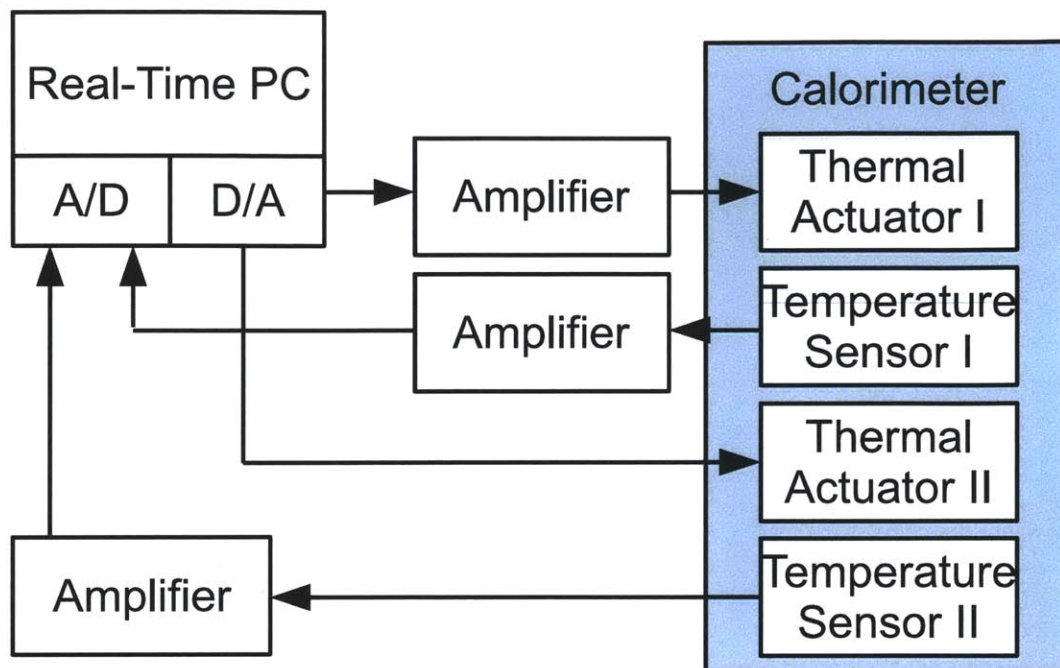 Real-Time PC
A/D
D/A
Amplifier
Calorimeter
Thermal
Actuator I
Amplifier
Temperature
Sensor I
Thermal
Actuator II
Amplifier
Temperature
Sensor II